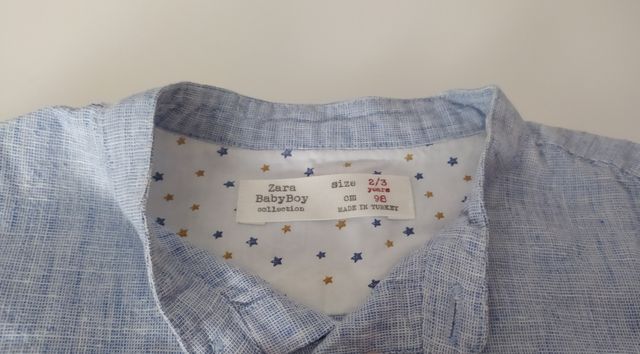 Zara
BabyBoy
collection
size 2/3
years
cm 98
MADE IN TURKEY